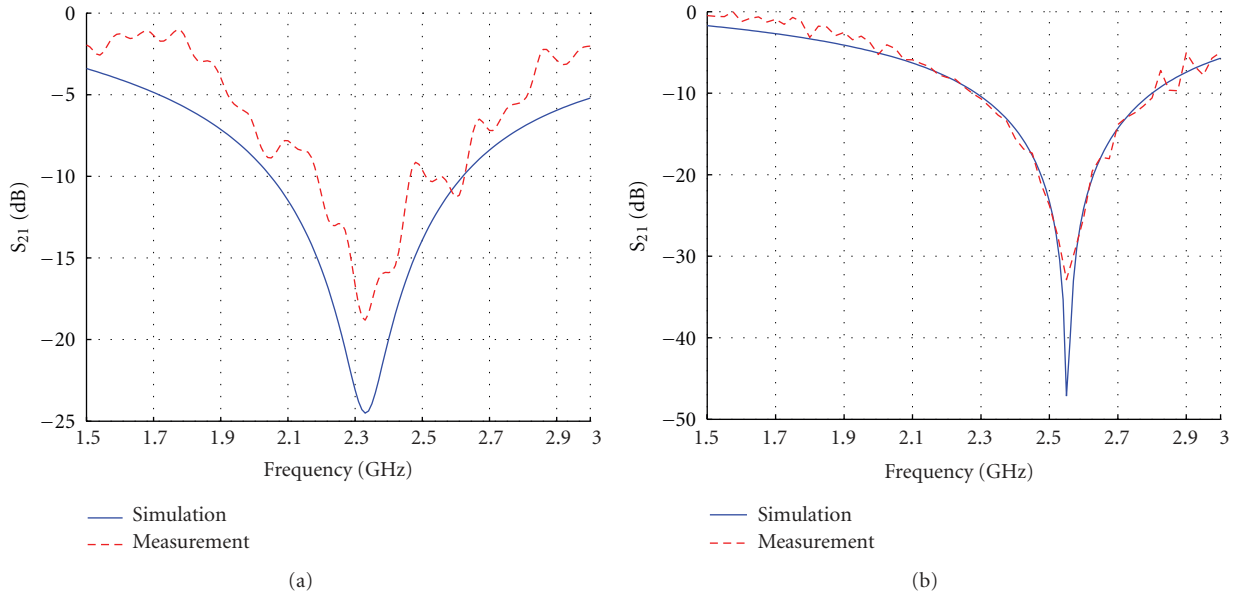 0
−5
−10
−15
−20
−25
S21 (dB)
1.5 1.7 1.9 2.1 2.3 2.5 2.7 2.9 3
Frequency (GHz)
Simulation
Measurement
(a)
0
−10
−20
−30
−40
−50
S21 (dB)
1.5 1.7 1.9 2.1 2.3 2.5 2.7 2.9 3
Frequency (GHz)
Simulation
Measurement
(b)